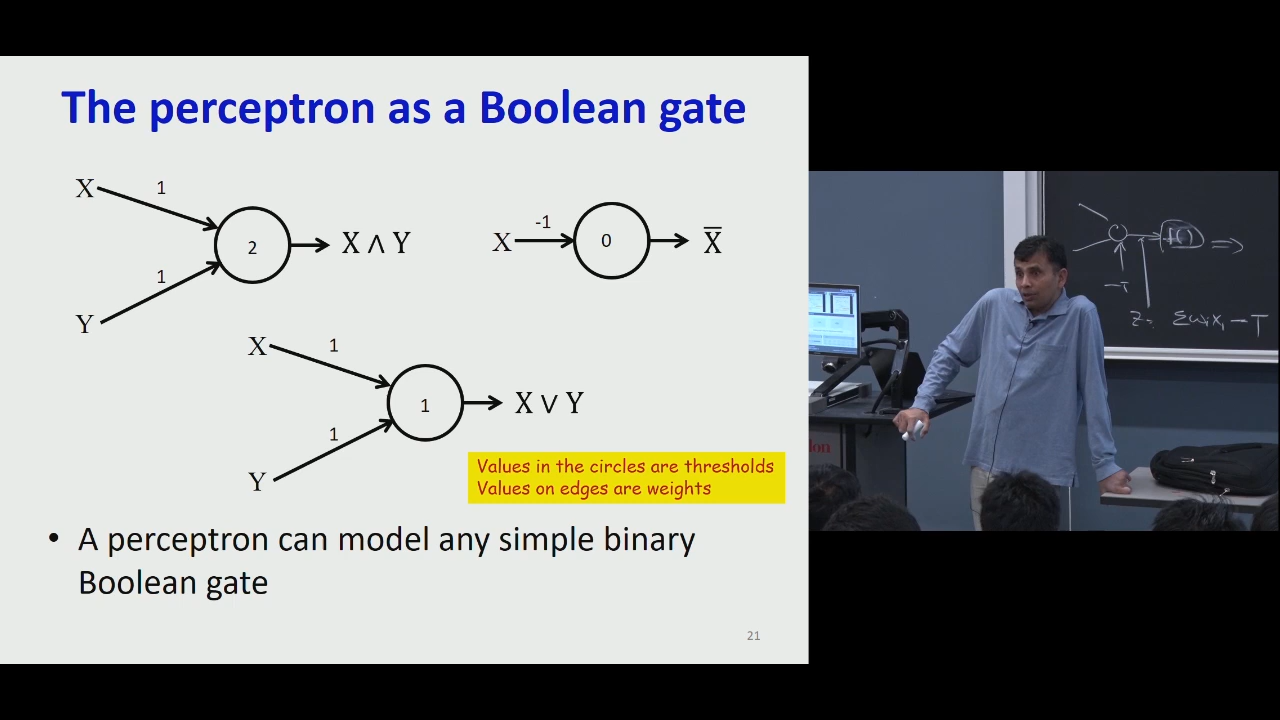 The perceptron as a Boolean gate
X
1
2
X ∧ Y
1
Y
X
-1
0
X̅
X
1
1
X ∨ Y
1
Y
Values in the circles are thresholds
Values on edges are weights
• A perceptron can model any simple binary
Boolean gate
21
−T
Z = Σωᵢxᵢ − T